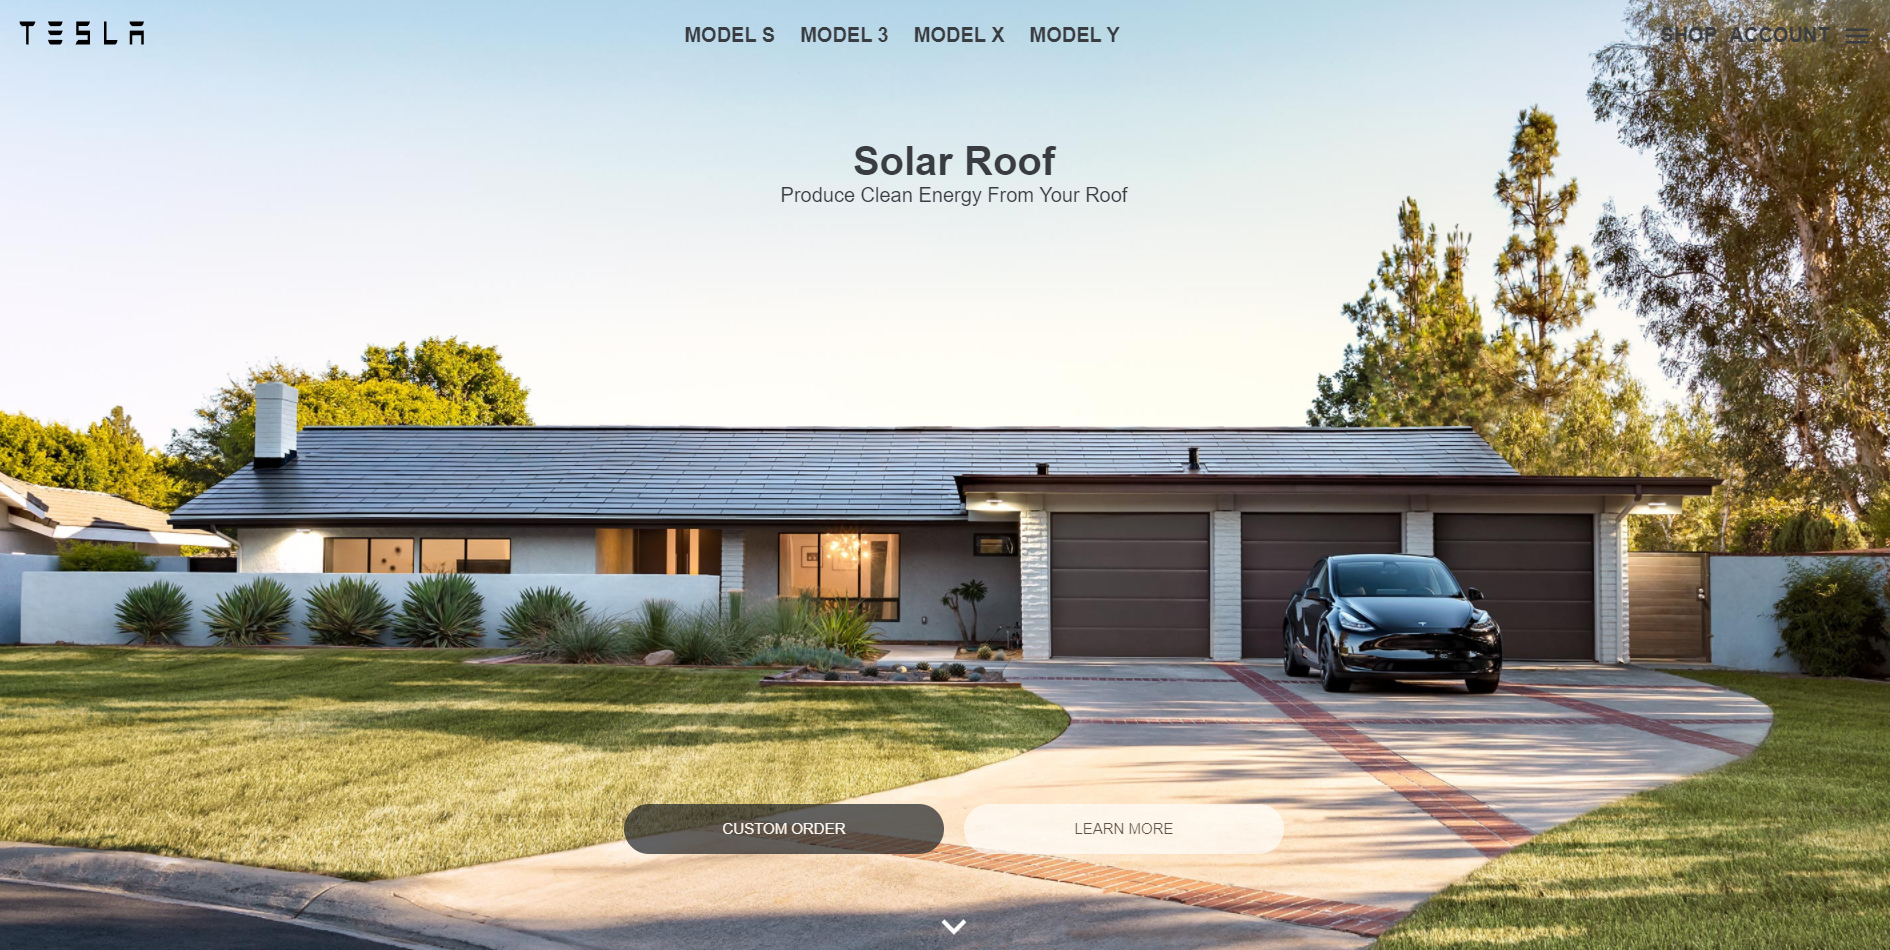 TESLA
MODEL S MODEL 3 MODEL X MODEL Y
SHOP ACCOUNT
Solar Roof
Produce Clean Energy From Your Roof
CUSTOM ORDER
LEARN MORE